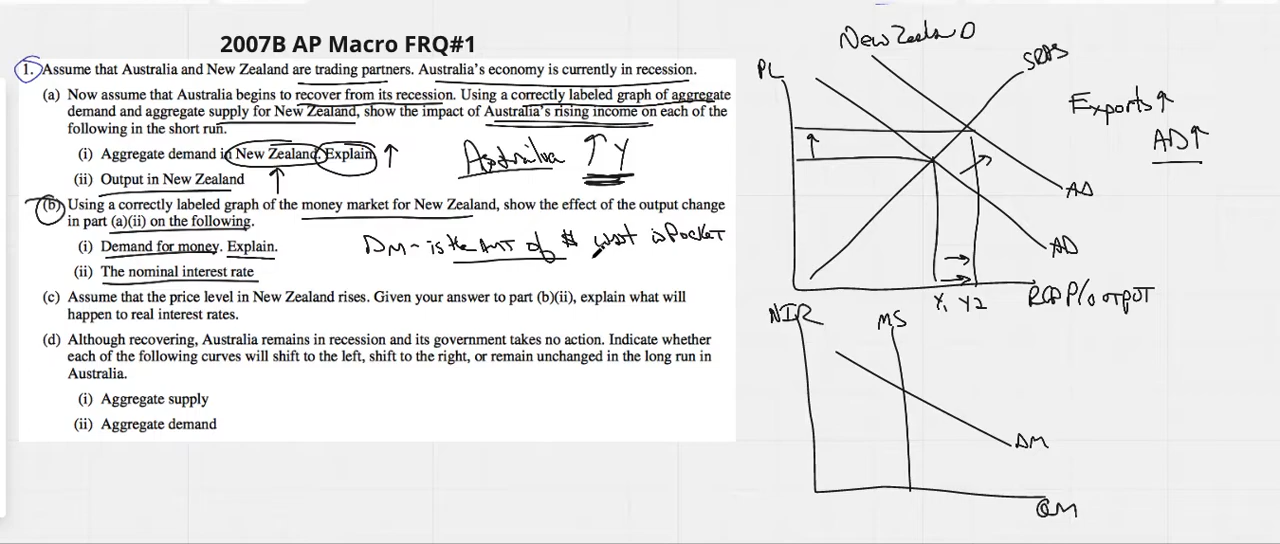 2007B AP Macro FRQ#1
1. Assume that Australia and New Zealand are trading partners. Australia's economy is currently in recession.
(a) Now assume that Australia begins to recover from its recession. Using a correctly labeled graph of aggregate
demand and aggregate supply for New Zealand, show the impact of Australia's rising income on each of the
following in the short run.
(i) Aggregate demand in New Zealand. Explain.
(ii) Output in New Zealand
Australia ↑ Y
(b) Using a correctly labeled graph of the money market for New Zealand, show the effect of the output change
in part (a)(ii) on the following.
(i) Demand for money. Explain.
(ii) The nominal interest rate
DM - is the AMT of $ in Pocket
(c) Assume that the price level in New Zealand rises. Given your answer to part (b)(ii), explain what will
happen to real interest rates.
(d) Although recovering, Australia remains in recession and its government takes no action. Indicate whether
each of the following curves will shift to the left, shift to the right, or remain unchanged in the long run in
Australia.
(i) Aggregate supply
(ii) Aggregate demand
PL
SRAS
Exports ↑
AD ↑
AD
AD
Y1 Y2
NIR
MS
DM
QM